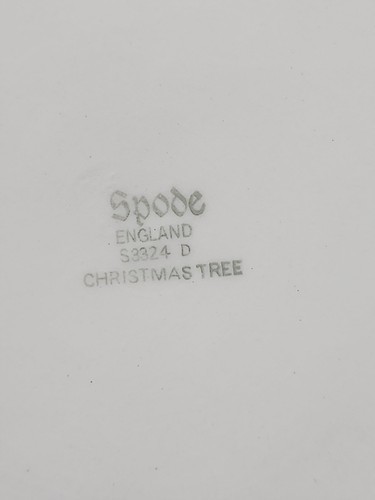 Spode
ENGLAND
S3324 D
CHRISTMAS TREE